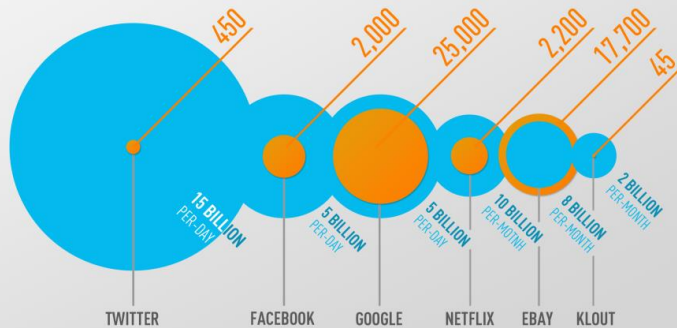 450
2,000
25,000
2,200
17,700
45
15 BILLION
PER-DAY
5 BILLION
PER-DAY
5 BILLION
PER-DAY
10 BILLION
PER-MOTNH
8 BILLION
PER-MONTH
2 BILLION
PER-MONTH
TWITTER
FACEBOOK
GOOGLE
NETFLIX
EBAY
KLOUT